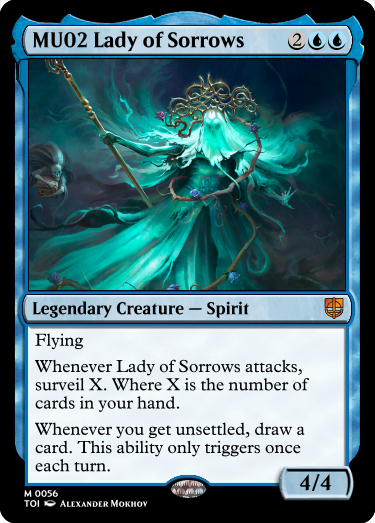 MU02 Lady of Sorrows 2
Legendary Creature — Spirit
Flying
Whenever Lady of Sorrows attacks,
surveil X. Where X is the number of
cards in your hand.
Whenever you get unsettled, draw a
card. This ability only triggers once
each turn.
4/4
M 0056
TOI Alexander Mokhov